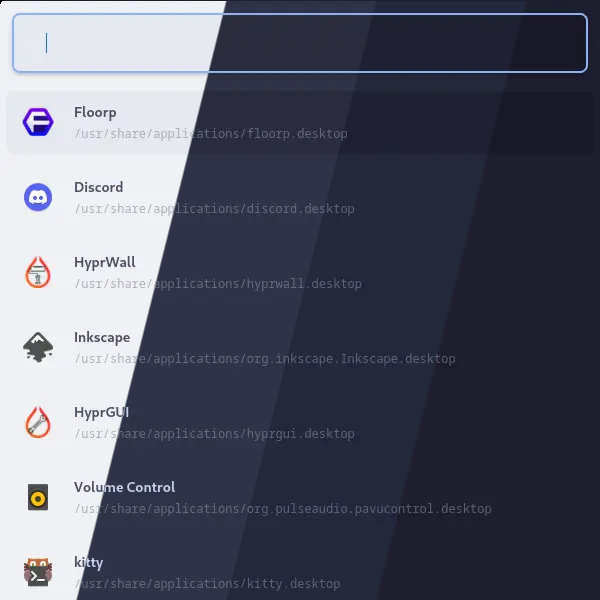 Floorp
/usr/share/applications/floorp.desktop
Discord
/usr/share/applications/discord.desktop
HyprWall
/usr/share/applications/hyprwall.desktop
Inkscape
/usr/share/applications/org.inkscape.Inkscape.desktop
HyprGUI
/usr/share/applications/hyprgui.desktop
Volume Control
/usr/share/applications/org.pulseaudio.pavucontrol.desktop
kitty
/usr/share/applications/kitty.desktop